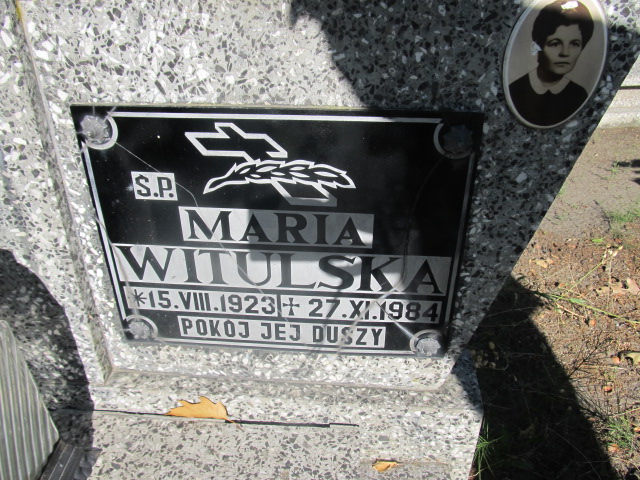 S.P.
MARIA
WITULSKA
*15.VIII.1923 + 27.XI.1984
POKÓJ JEJ DUSZY